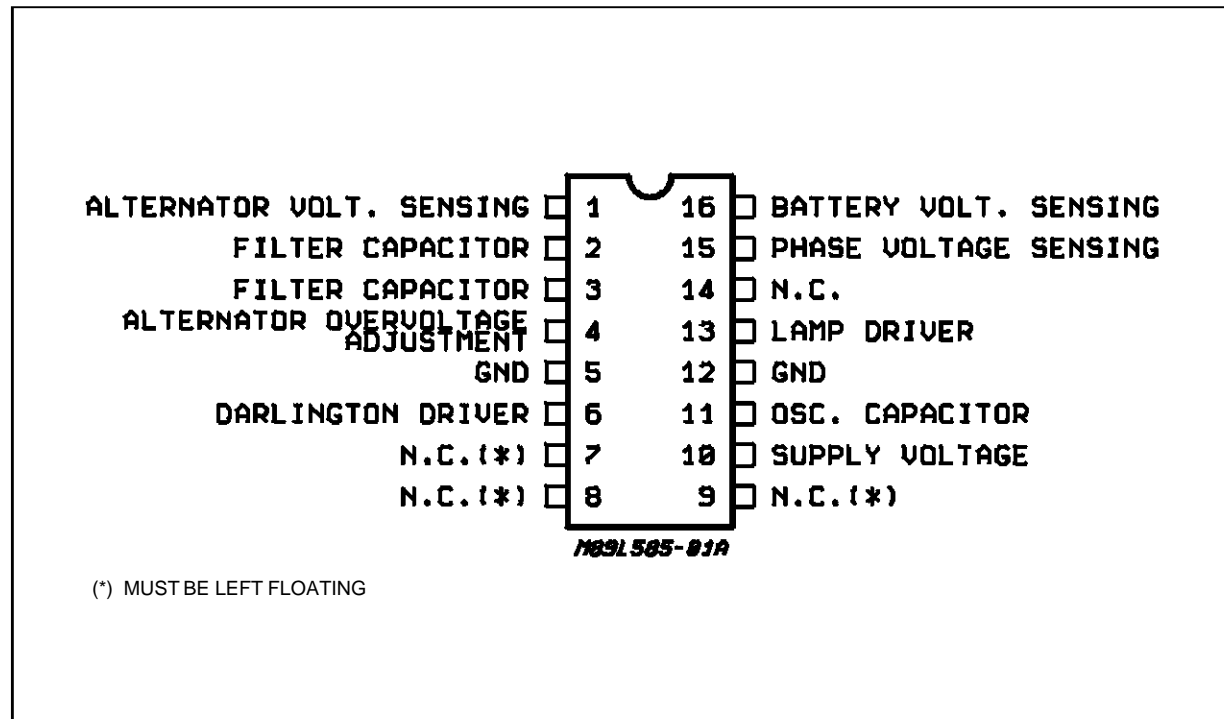 ALTERNATOR VOLT. SENSING 1 16 BATTERY VOLT. SENSING
FILTER CAPACITOR 2 15 PHASE VOLTAGE SENSING
FILTER CAPACITOR 3 14 N.C.
ALTERNATOR OVERVOLTAGE
ADJUSTMENT 4 13 LAMP DRIVER
GND 5 12 GND
DARLINGTON DRIVER 6 11 OSC. CAPACITOR
N.C.(*) 7 10 SUPPLY VOLTAGE
N.C.(*) 8 9 N.C.(*)
M89L585-01A
(*) MUST BE LEFT FLOATING